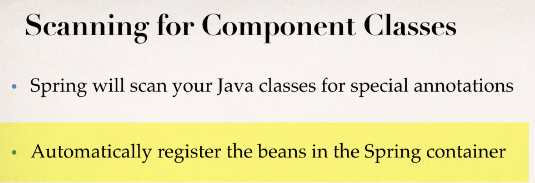 Scanning for Component Classes
• Spring will scan your Java classes for special annotations
• Automatically register the beans in the Spring container